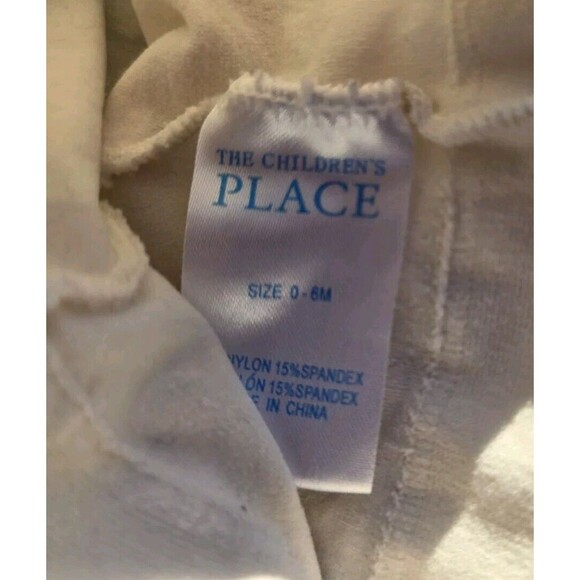 THE CHILDREN'S
PLACE
SIZE 0-6M
15%SPANDEX
15%SPANDEX
IN CHINA